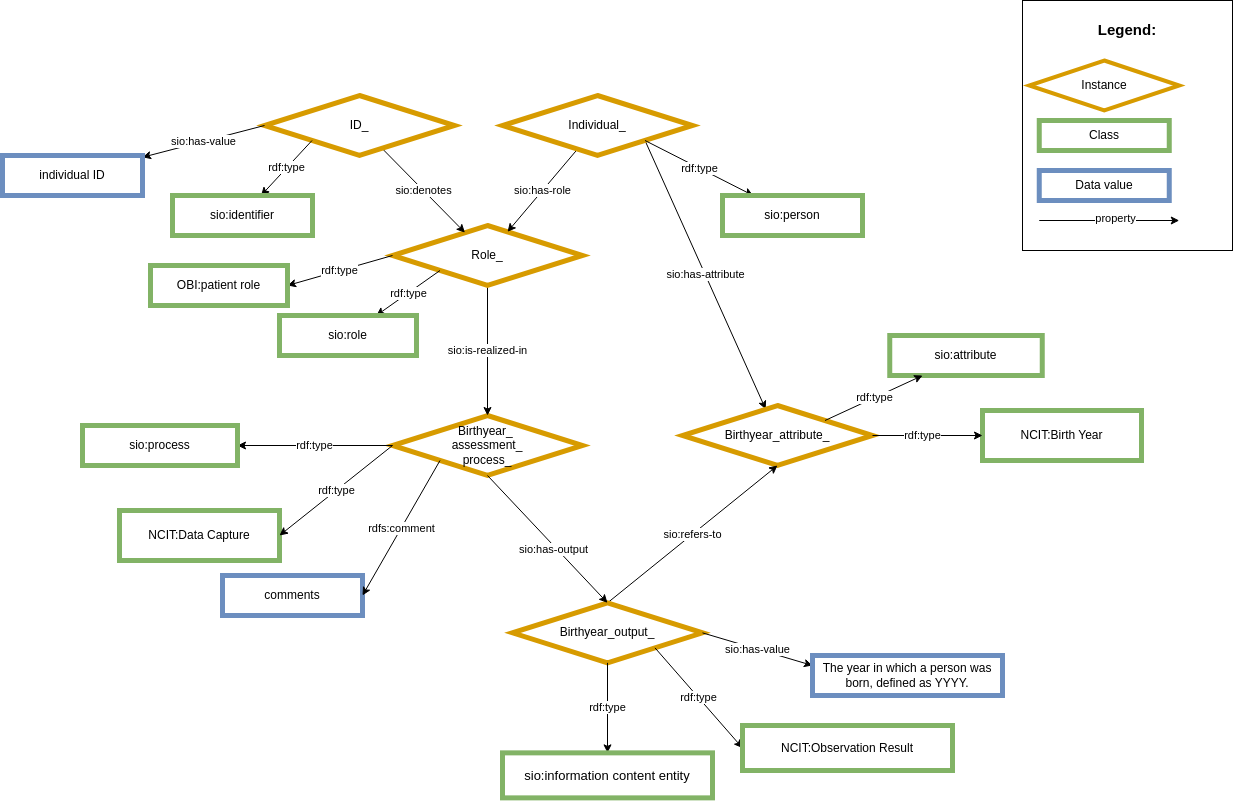 Legend:
Instance
Class
Data value
property
ID_
Individual_
sio:has-value
individual ID
rdf:type
sio:identifier
sio:denotes
sio:has-role
rdf:type
sio:person
Role_
sio:has-attribute
rdf:type
OBI:patient role
rdf:type
sio:role
sio:is-realized-in
sio:attribute
rdf:type
Birthyear_
assessment_
process_
rdf:type
sio:process
Birthyear_attribute_
rdf:type
NCIT:Birth Year
rdf:type
NCIT:Data Capture
rdfs:comment
comments
sio:has-output
sio:refers-to
Birthyear_output_
sio:has-value
The year in which a person was
born, defined as YYYY.
rdf:type
rdf:type
NCIT:Observation Result
sio:information content entity